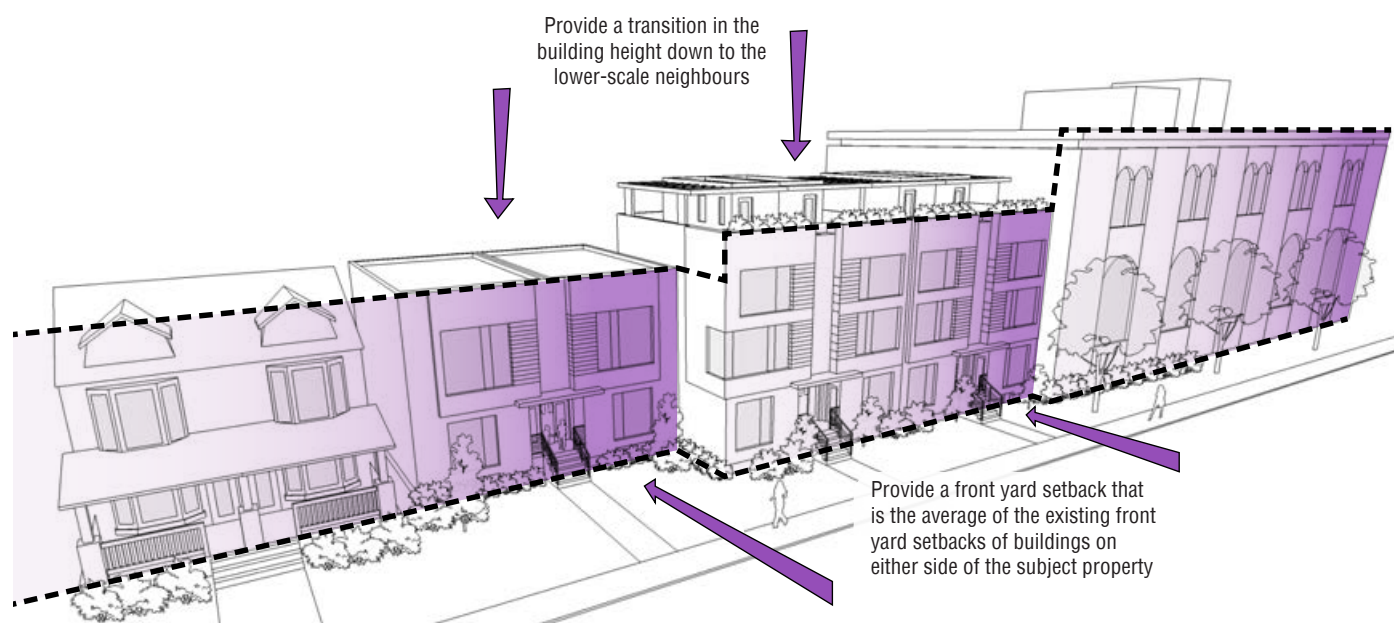 Provide a transition in the
building height down to the
lower-scale neighbours
Provide a front yard setback that
is the average of the existing front
yard setbacks of buildings on
either side of the subject property